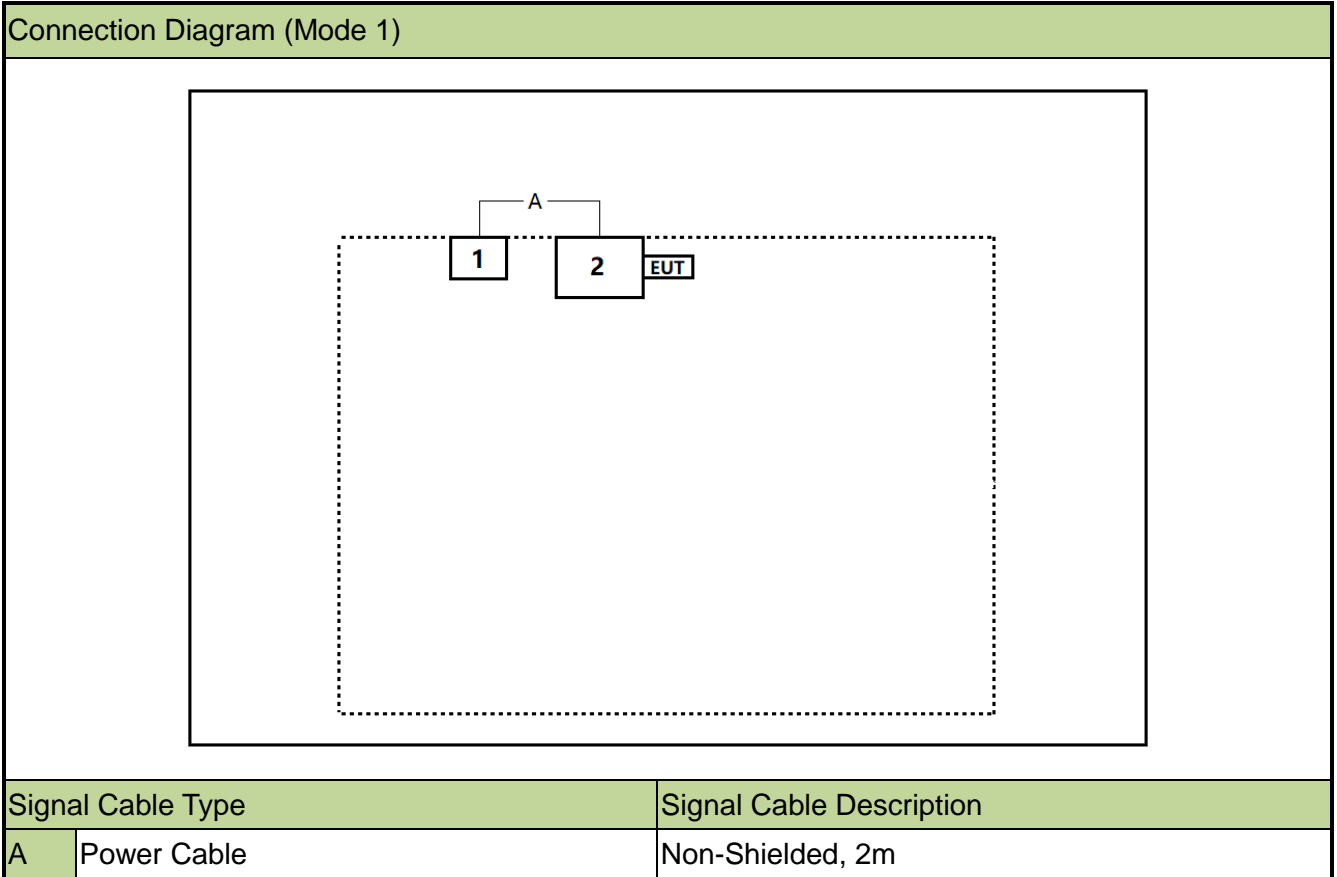 Connection Diagram (Mode 1)
A
1
2
EUT
Signal Cable Type
Signal Cable Description
A
Power Cable
Non-Shielded, 2m